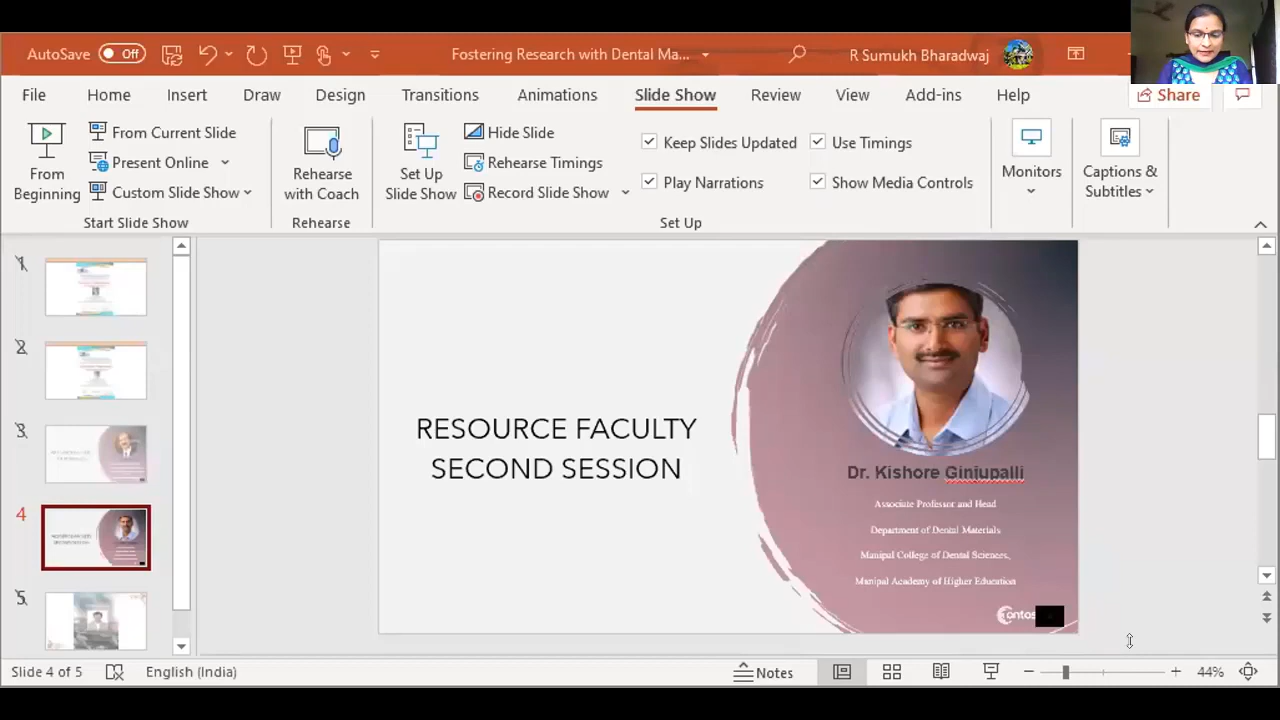 AutoSave Off Fostering Research with Dental Ma... R Sumukh Bharadwaj
File Home Insert Draw Design Transitions Animations Slide Show Review View Add-ins Help Share
From Beginning
From Current Slide
Present Online
Custom Slide Show
Start Slide Show
Rehearse with Coach
Rehearse
Set Up Slide Show
Hide Slide
Rehearse Timings
Record Slide Show
Keep Slides Updated
Play Narrations
Use Timings
Show Media Controls
Set Up
Monitors
Captions & Subtitles
1
2
3
4
5
RESOURCE FACULTY
SECOND SESSION
Dr. Kishore Ginjupalli
Associate Professor and Head
Department of Dental Materials
Manipal College of Dental Sciences,
Manipal Academy of Higher Education
Slide 4 of 5 English (India) Notes 44%